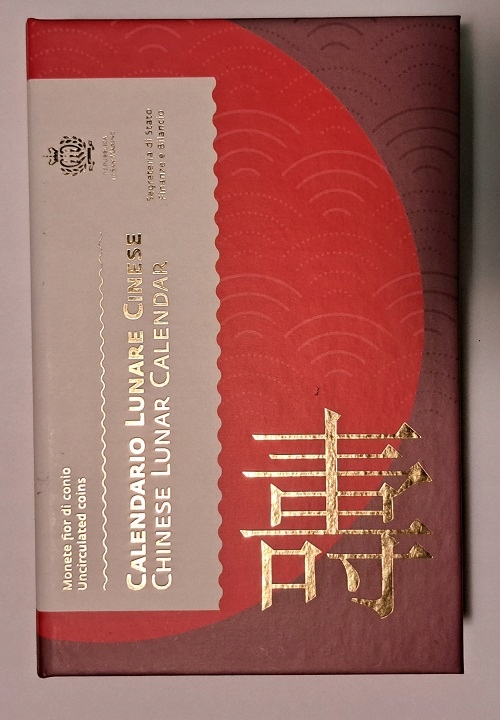 REPUBBLICA
DI SAN MARINO
Segreteria di Stato
Finanze e Bilancio
Monete fior di conio
Uncirculated coins
CALENDARIO LUNARE CINESE
CHINESE LUNAR CALENDAR
壽